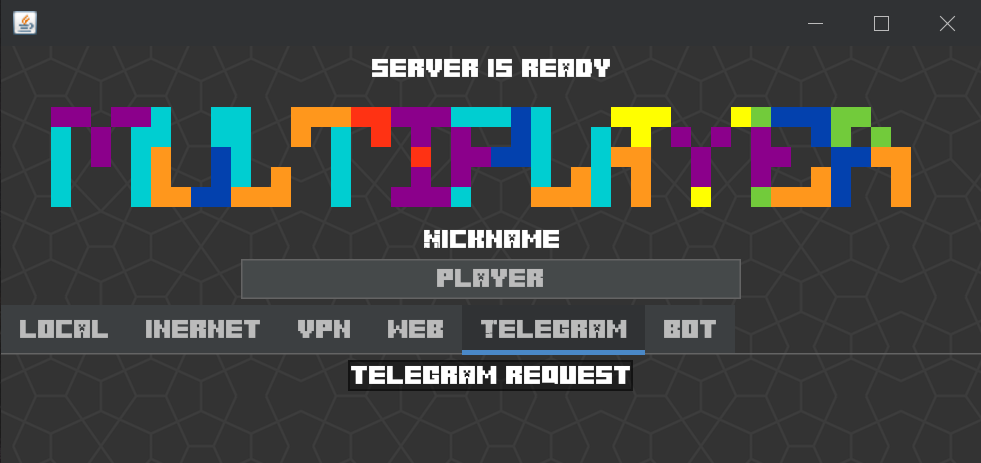 SERVER IS READY
MULTIPLAYER
NICKNAME
PLAYER
LOCAL INERNET VPN WEB TELEGRAM BOT
TELEGRAM REQUEST